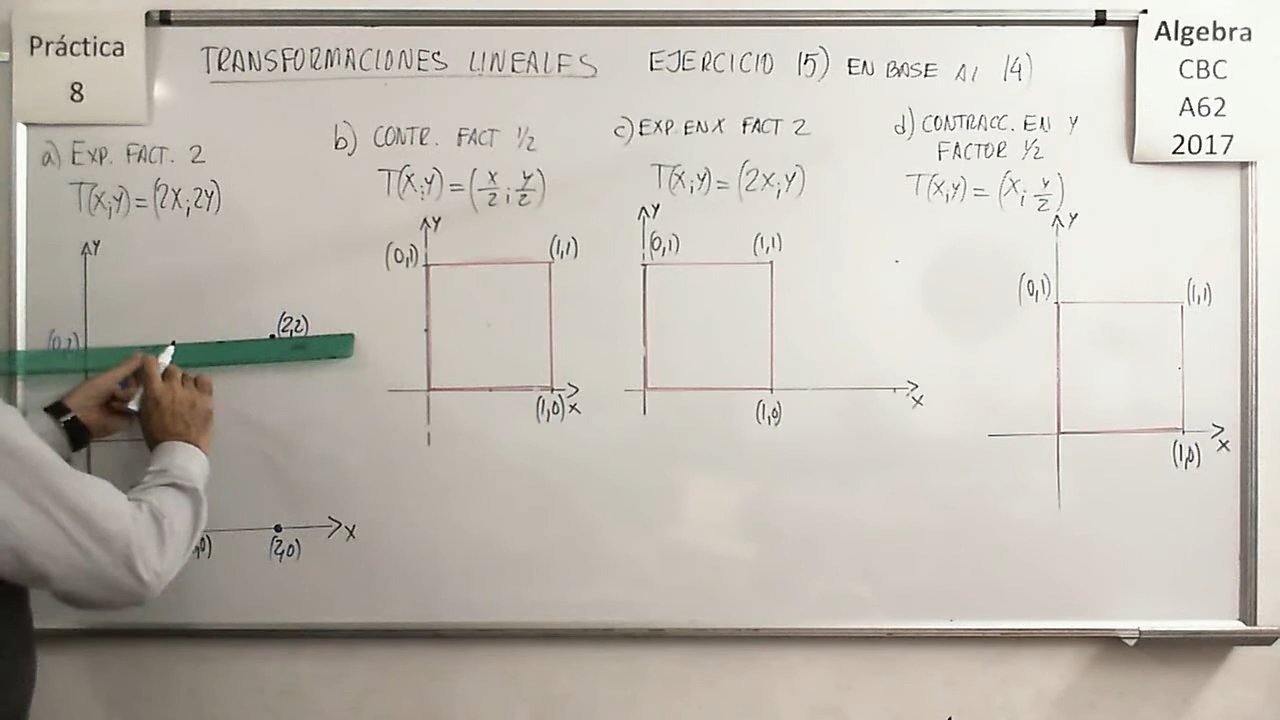 Práctica
8
Algebra
CBC
A62
2017
TRANSFORMACIONES LINEALES EJERCICIO 15) EN BASE AL 14)
a) EXP. FACT. 2
T(x;y)=(2x;2y)
y
(0,2)
(2,2)
(2,0)
x
b) CONTR. FACT 1/2
T(x;y)=(x/2;y/2)
y
(0,1)
(1,1)
(1,0)
x
c) EXP. EN X FACT 2
T(x;y)=(2x;y)
y
(0,1)
(1,1)
(1,0)
x
d) CONTRACC. EN Y
FACTOR 1/2
T(x,y)=(x;y/2)
y
(0,1)
(1,1)
(1,0)
x